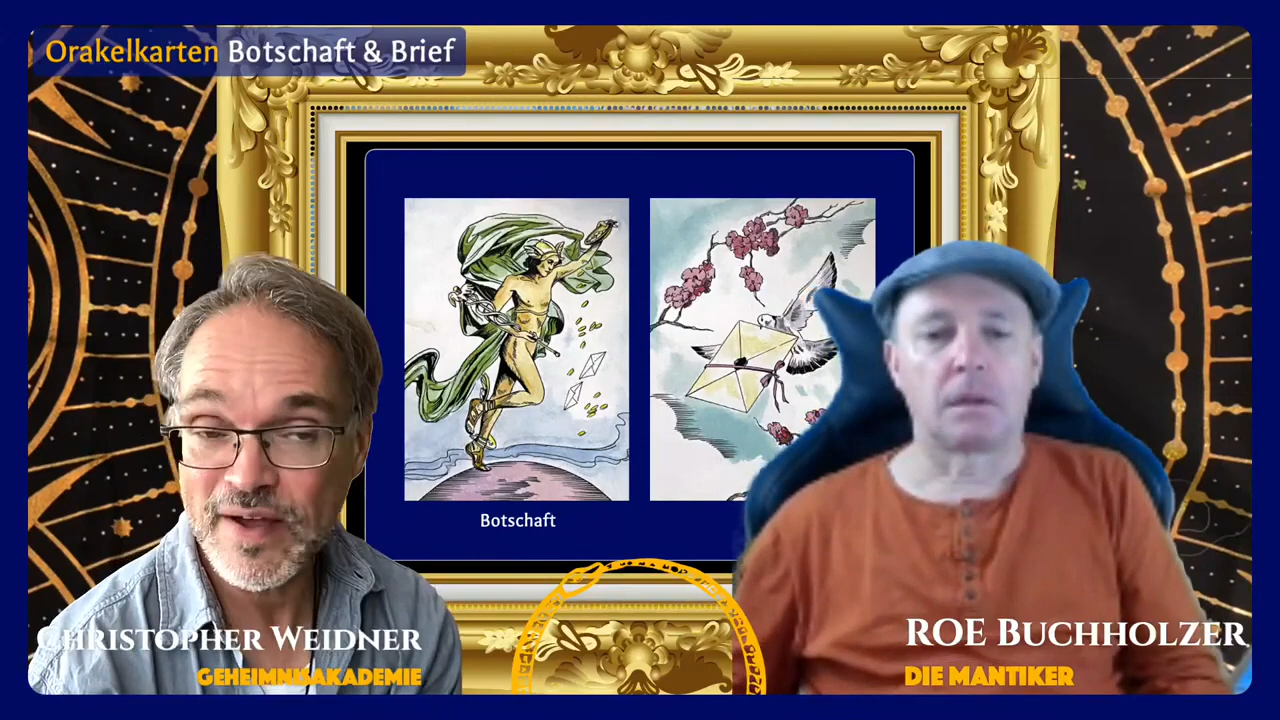 Orakelkarten Botschaft & Brief
Botschaft
Christopher Weidner
GEHEIMNISAKADEMIE
ROE Buchholzer
DIE MANTIKER